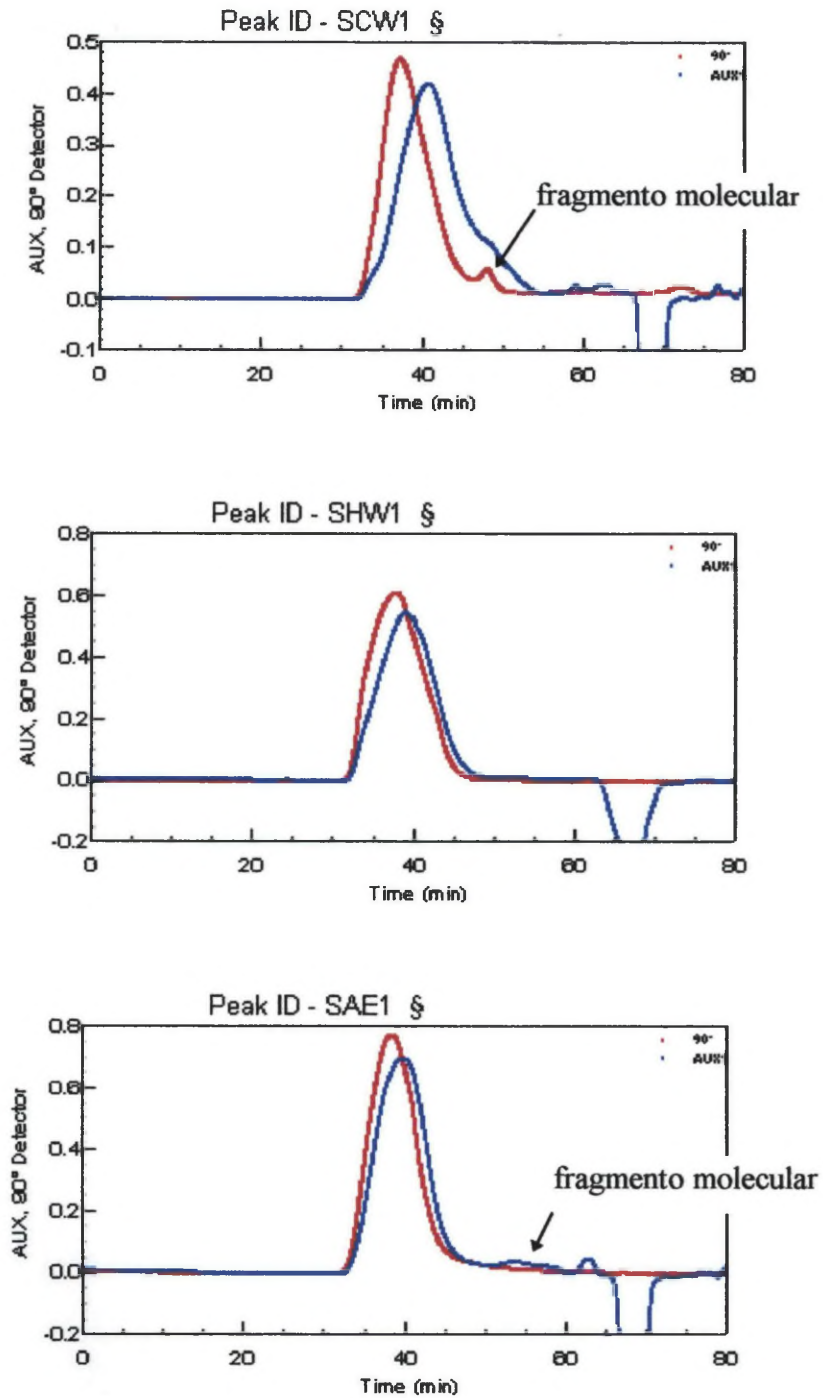 Peak ID - SCW1 §
0.5
0.4
0.3
0.2
0.1
0.0
-0.1
AUX, 90° Detector
90°
AUX1
fragmento molecular
0 20 40 60 80
Time (min)
Peak ID - SHW1 §
0.8
0.6
0.4
0.2
0.0
-0.2
AUX, 90° Detector
90°
AUX1
0 20 40 60 80
Time (min)
Peak ID - SAE1 §
0.8
0.6
0.4
0.2
0.0
-0.2
AUX, 90° Detector
90°
AUX1
fragmento molecular
0 20 40 60 80
Time (min)